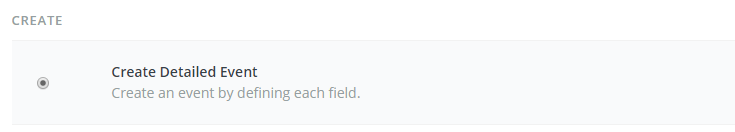 CREATE
Create Detailed Event
Create an event by defining each field.